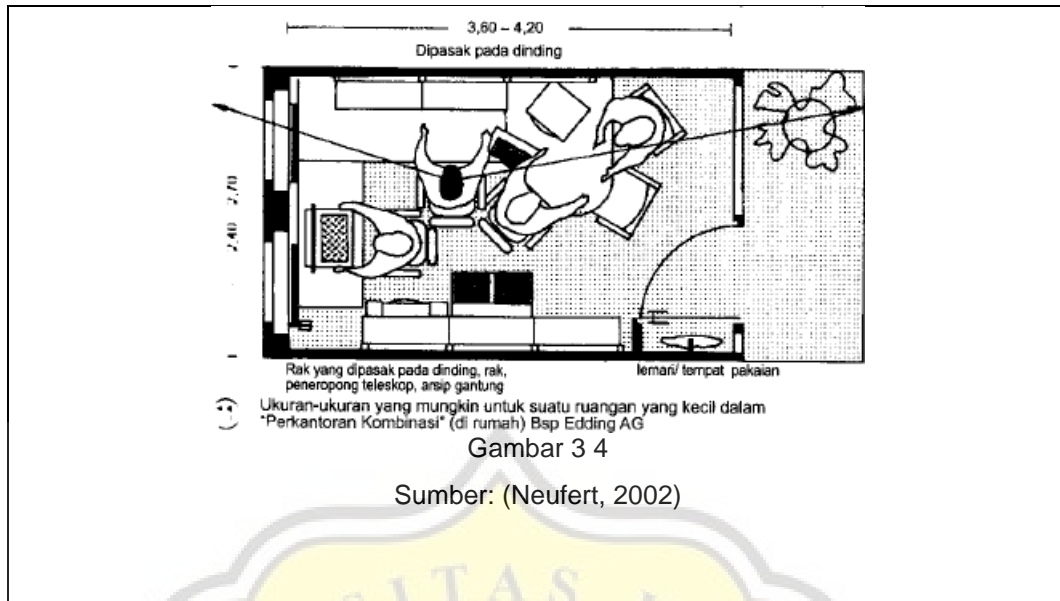 3,60 – 4,20
Dipasak pada dinding
2,40 2,70
Rak yang dipasak pada dinding, rak,
peneropong teleskop, arsip gantung
lemari/ tempat pakaian
Ukuran-ukuran yang mungkin untuk suatu ruangan yang kecil dalam
"Perkantoran Kombinasi" (di rumah) Bsp Edding AG
Gambar 3 4
Sumber: (Neufert, 2002)
ITAS